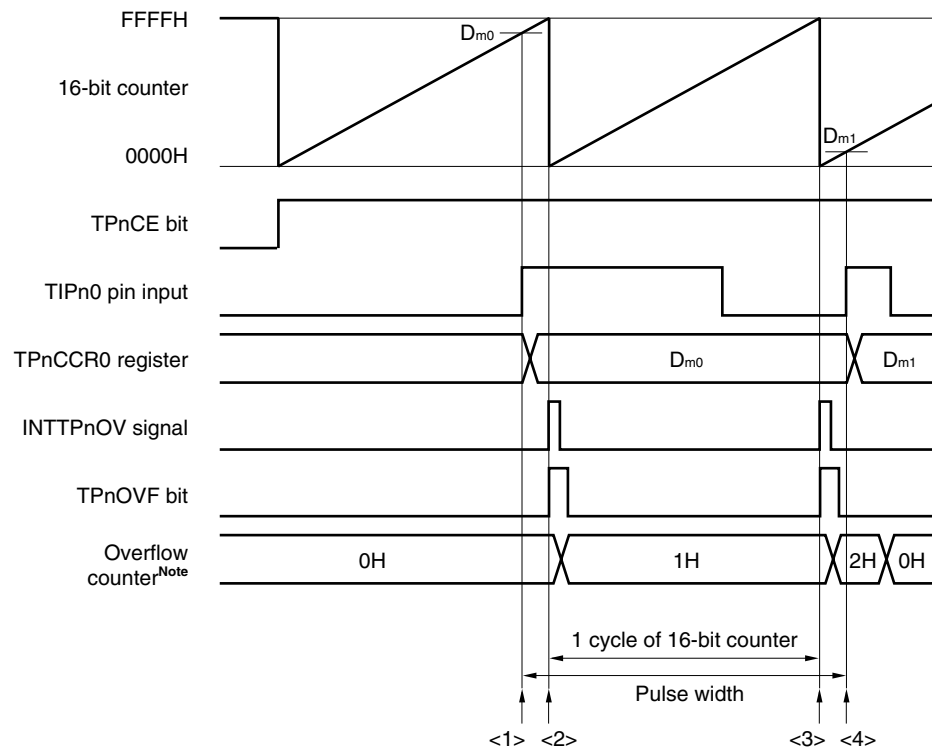 FFFFH
Dm0
16-bit counter
Dm1
0000H
TPnCE bit
TIPn0 pin input
TPnCCR0 register
Dm0
Dm1
INTTPnOV signal
TPnOVF bit
Overflow
counterNote
0H
1H
2H
0H
1 cycle of 16-bit counter
Pulse width
<1>
<2>
<3>
<4>